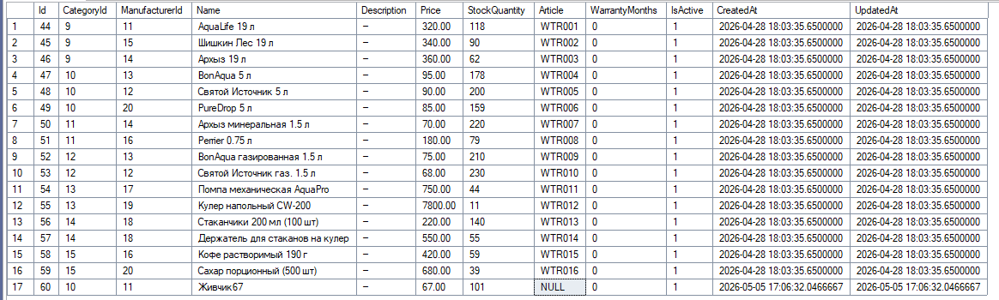 Id CategoryId ManufacturerId Name Description Price StockQuantity Article WarrantyMonths IsActive CreatedAt UpdatedAt
1 44 9 11 AquaLife 19 л – 320.00 118 WTR001 0 1 2026-04-28 18:03:35.6500000 2026-04-28 18:03:35.6500000
2 45 9 15 Шишкин Лес 19 л – 340.00 90 WTR002 0 1 2026-04-28 18:03:35.6500000 2026-04-28 18:03:35.6500000
3 46 9 14 Архыз 19 л – 360.00 62 WTR003 0 1 2026-04-28 18:03:35.6500000 2026-04-28 18:03:35.6500000
4 47 10 13 BonAqua 5 л – 95.00 178 WTR004 0 1 2026-04-28 18:03:35.6500000 2026-04-28 18:03:35.6500000
5 48 10 12 Святой Источник 5 л – 90.00 200 WTR005 0 1 2026-04-28 18:03:35.6500000 2026-04-28 18:03:35.6500000
6 49 10 20 PureDrop 5 л – 85.00 159 WTR006 0 1 2026-04-28 18:03:35.6500000 2026-04-28 18:03:35.6500000
7 50 11 14 Архыз минеральная 1.5 л – 70.00 220 WTR007 0 1 2026-04-28 18:03:35.6500000 2026-04-28 18:03:35.6500000
8 51 11 16 Perrier 0.75 л – 180.00 79 WTR008 0 1 2026-04-28 18:03:35.6500000 2026-04-28 18:03:35.6500000
9 52 12 13 BonAqua газированная 1.5 л – 75.00 210 WTR009 0 1 2026-04-28 18:03:35.6500000 2026-04-28 18:03:35.6500000
10 53 12 12 Святой Источник газ. 1.5 л – 68.00 230 WTR010 0 1 2026-04-28 18:03:35.6500000 2026-04-28 18:03:35.6500000
11 54 13 17 Помпа механическая AquaPro – 750.00 44 WTR011 0 1 2026-04-28 18:03:35.6500000 2026-04-28 18:03:35.6500000
12 55 13 19 Кулер напольный CW-200 – 7800.00 11 WTR012 0 1 2026-04-28 18:03:35.6500000 2026-04-28 18:03:35.6500000
13 56 14 18 Стаканчики 200 мл (100 шт) – 220.00 140 WTR013 0 1 2026-04-28 18:03:35.6500000 2026-04-28 18:03:35.6500000
14 57 14 18 Держатель для стаканов на кулер – 550.00 55 WTR014 0 1 2026-04-28 18:03:35.6500000 2026-04-28 18:03:35.6500000
15 58 15 16 Кофе растворимый 190 г – 420.00 59 WTR015 0 1 2026-04-28 18:03:35.6500000 2026-04-28 18:03:35.6500000
16 59 15 20 Сахар порционный (500 шт) – 680.00 39 WTR016 0 1 2026-04-28 18:03:35.6500000 2026-04-28 18:03:35.6500000
17 60 10 11 Живчик67 – 67.00 101 NULL 0 1 2026-05-05 17:06:32.0466667 2026-05-05 17:06:32.0466667